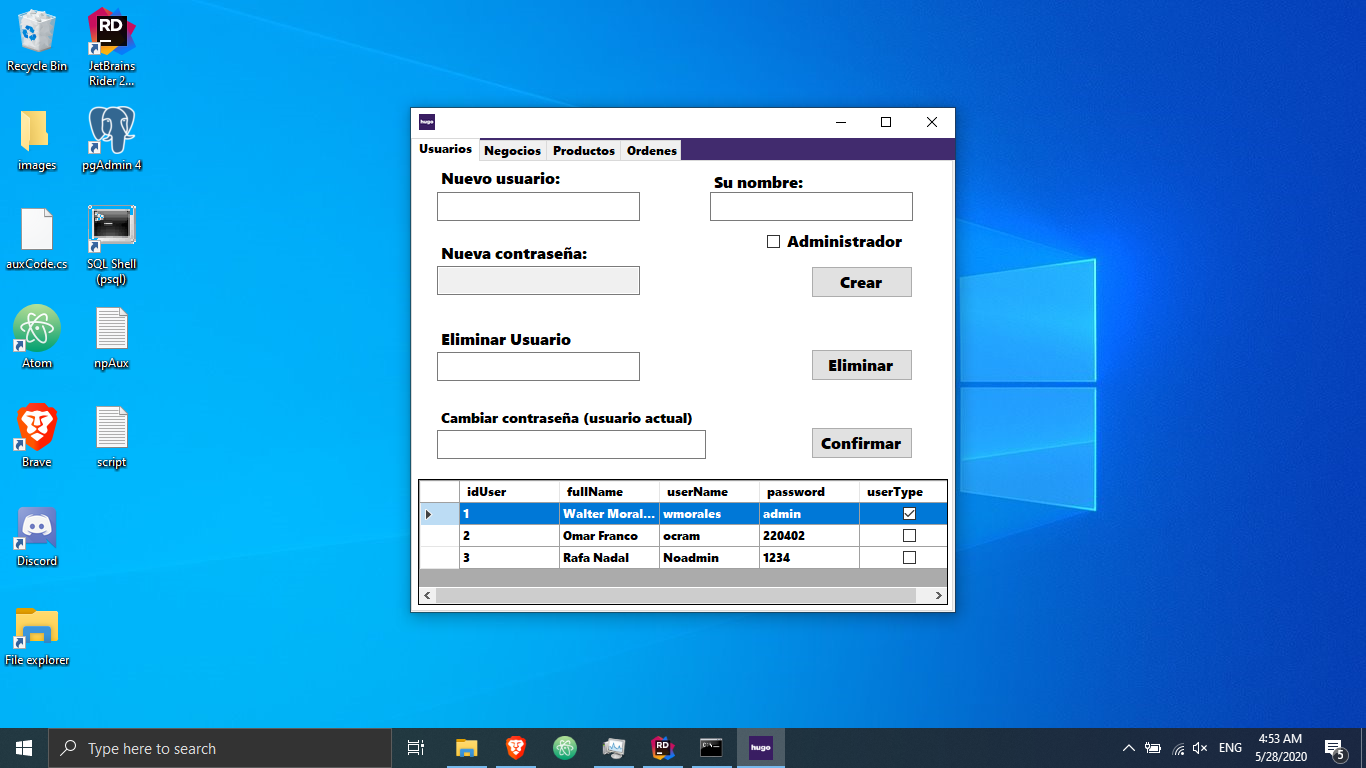 Recycle Bin
JetBrains
Rider 2...
RD
images
pgAdmin 4
auxCode.cs
SQL Shell
(psql)
Atom
npAux
Brave
script
Discord
File explorer
hugo
Usuarios Negocios Productos Ordenes
Nuevo usuario:
Su nombre:
Administrador
Nueva contraseña:
Crear
Eliminar Usuario
Eliminar
Cambiar contraseña (usuario actual)
Confirmar
idUser fullName userName password userType
1 Walter Moral... wmorales admin
2 Omar Franco ocram 220402
3 Rafa Nadal Noadmin 1234
Type here to search
RD
hugo
ENG
4:53 AM
5/28/2020
5